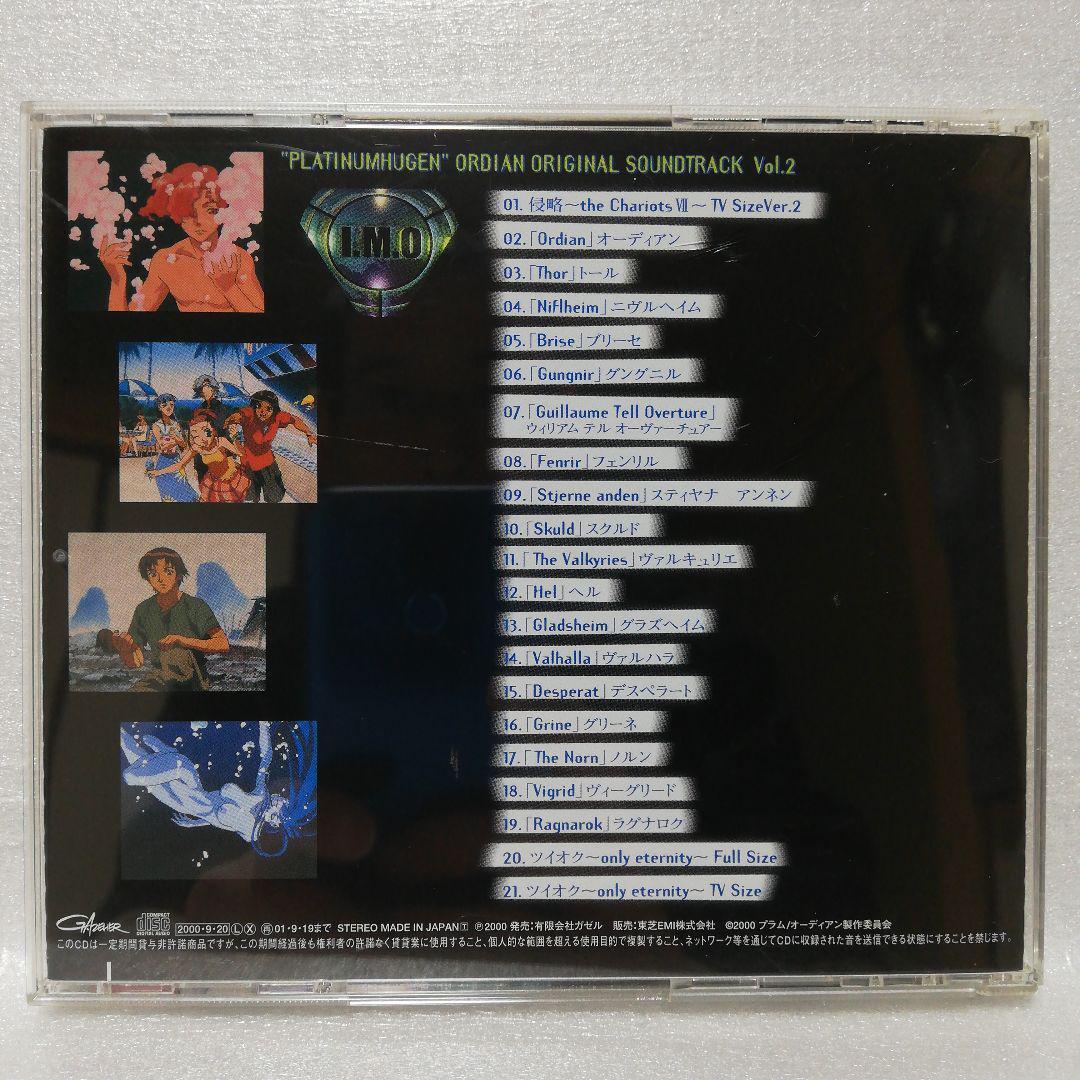 "PLATINUMHUGEN" ORDIAN ORIGINAL SOUNDTRACK Vol.2
I.M.O
01. 侵略～the Chariots Ⅶ～ TV SizeVer.2
02.「Ordian」オーディアン
03.「Thor」トール
04.「Niflheim」ニヴルヘイム
05.「Brise」ブリーセ
06.「Gungnir」グングニル
07.「Guillaume Tell Overture」
ウィリアム テル オーヴァーチュアー
08.「Fenrir」フェンリル
09.「Stjerne anden」スティヤナ アンネン
10.「Skuld」スクルド
11.「The Valkyries」ヴァルキュリエ
12.「Hel」ヘル
13.「Gladsheim」グラズヘイム
14.「Valhalla」ヴァルハラ
15.「Desperat」デスペラート
16.「Grine」グリーネ
17.「The Norn」ノルン
18.「Vigrid」ヴィーグリード
19.「Ragnarok」ラグナロク
20. ツイオク～only eternity～ Full Size
21. ツイオク～only eternity～ TV Size
COMPACT disc DIGITAL AUDIO 2000・9・20 Ⓛ Ⓧ ㊞01・9・19まで STEREO MADE IN JAPAN T ℗2000 発売:有限会社ガゼル 販売:東芝EMI株式会社 ©2000 プラム/オーディアン製作委員会
このCDは一定期間貸与非許諾商品ですが、この期間経過後も権利者の許諾なく賃貸業に使用すること、個人的な範囲を超える使用目的で複製すること、ネットワーク等を通じてCDに収録された音を送信できる状態にすることを禁じます。